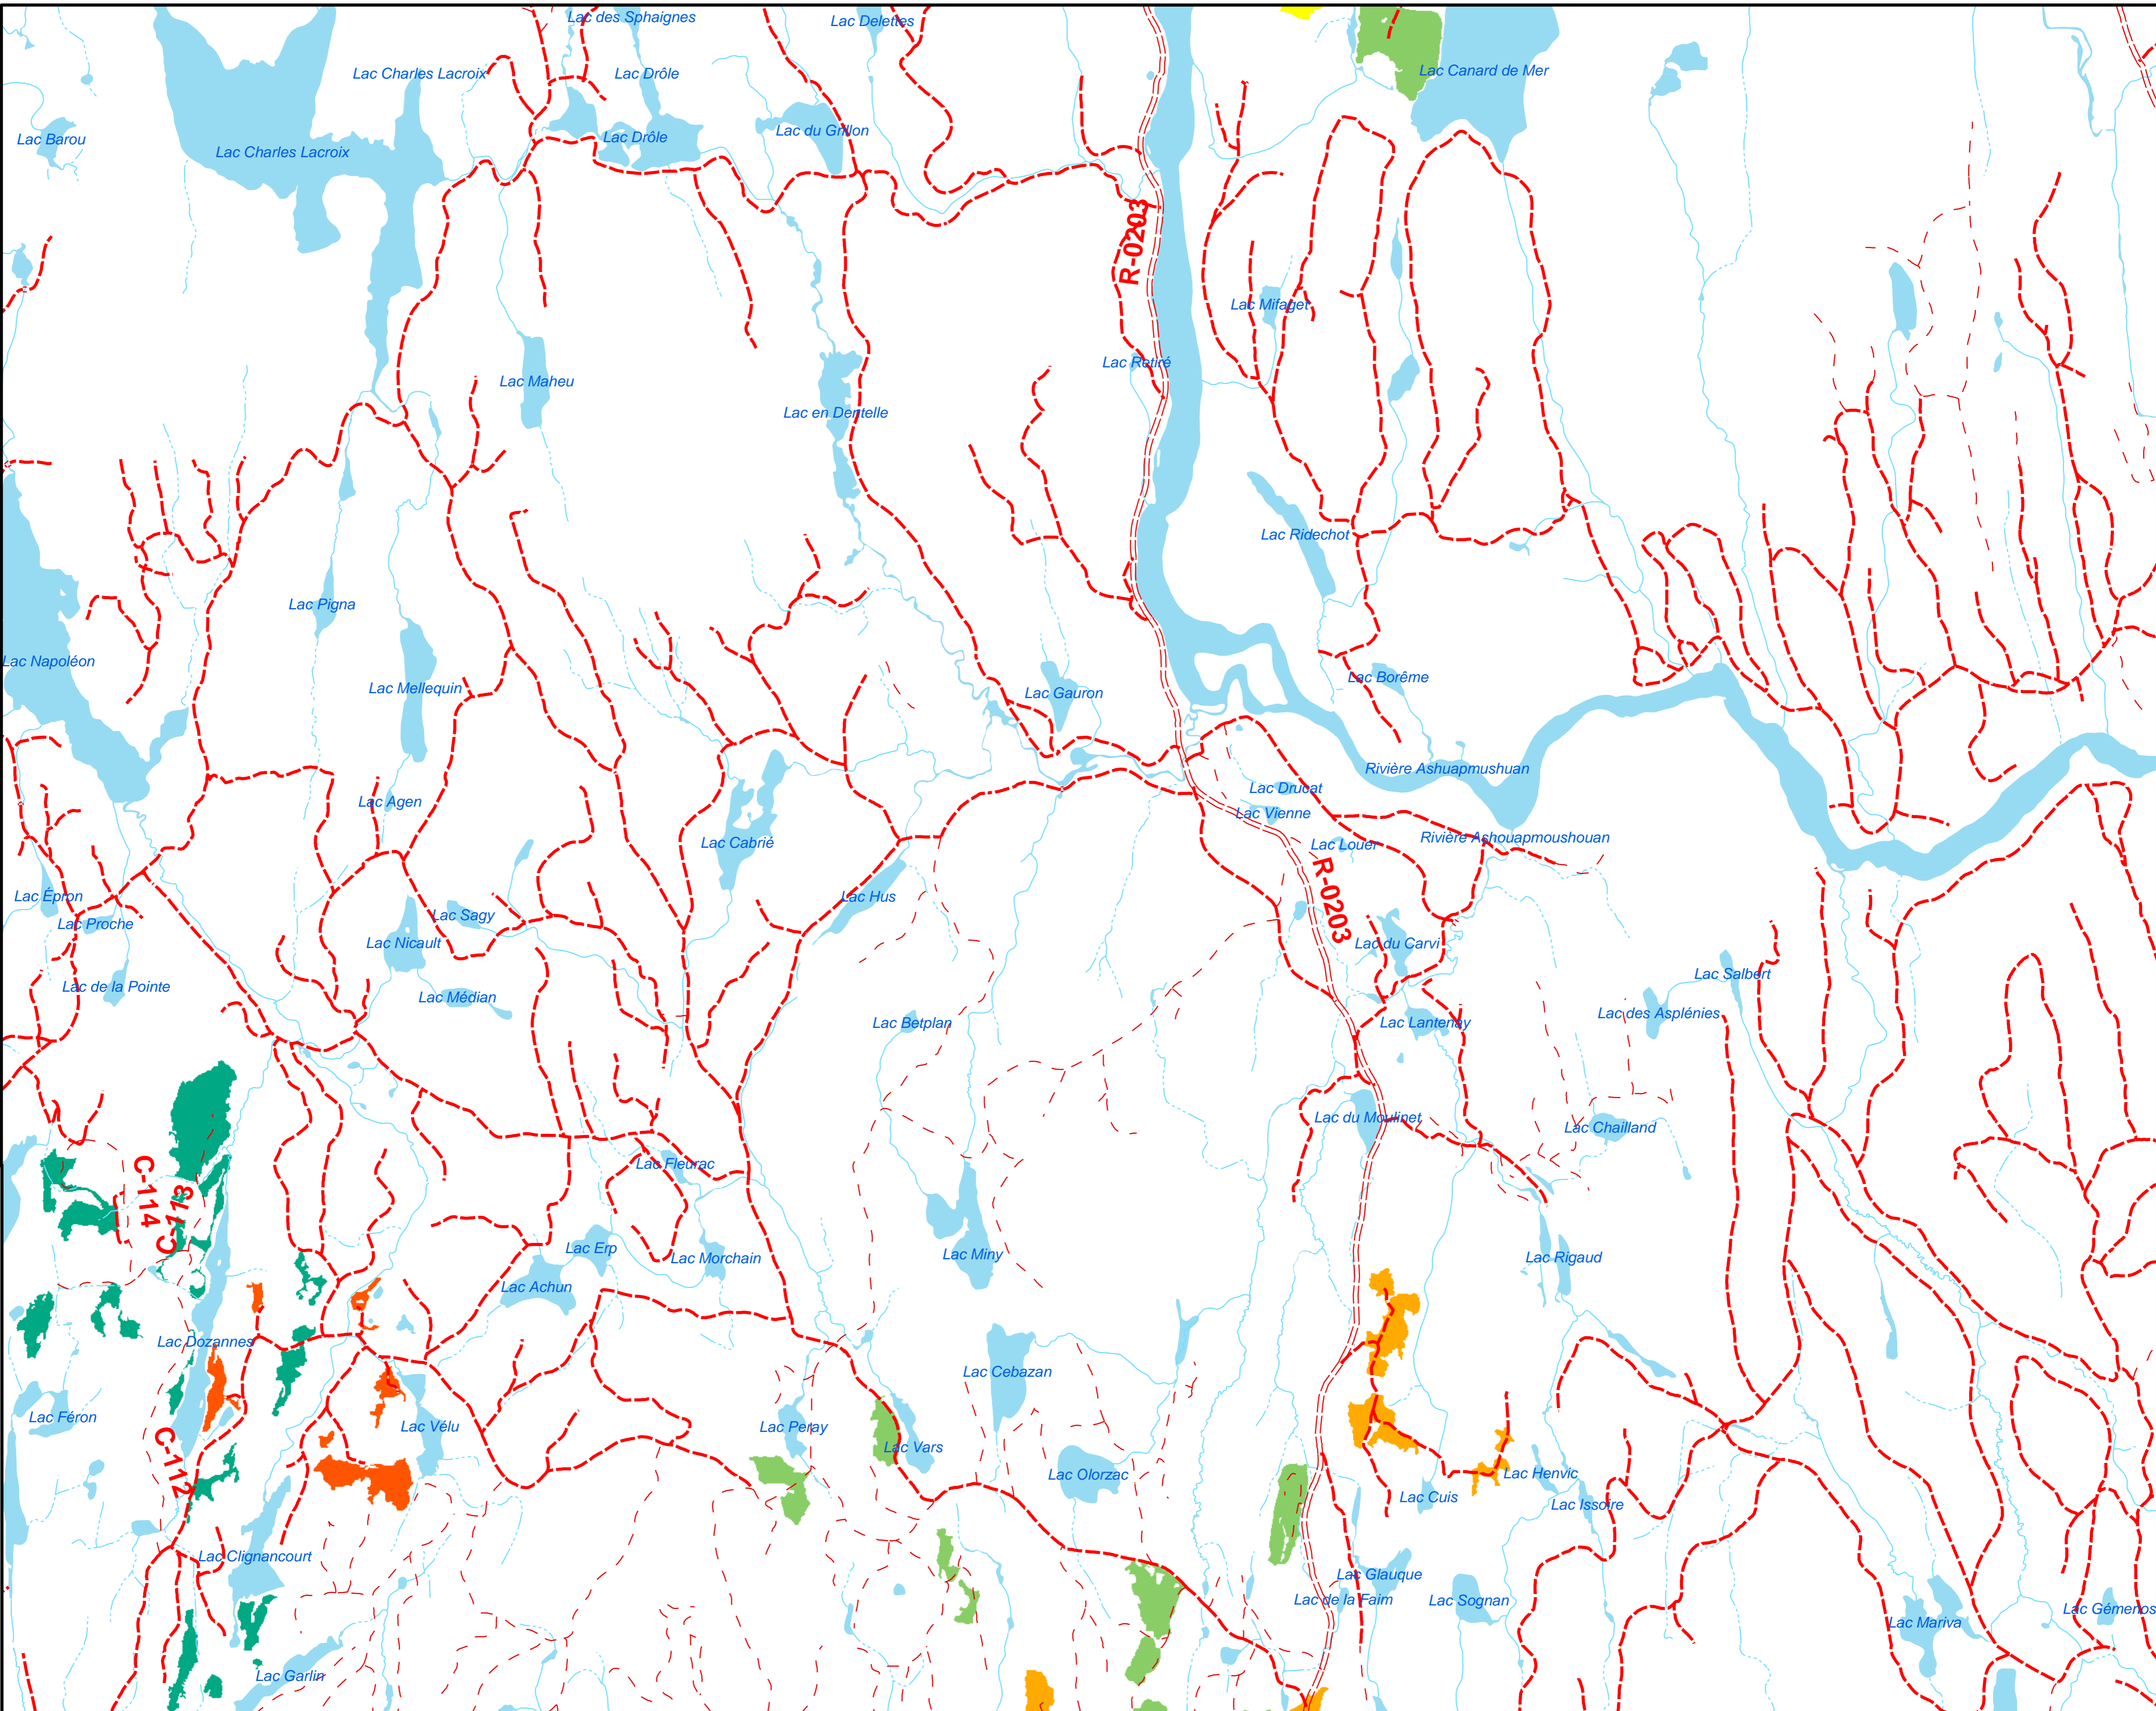 Lac des Sphaignes
Lac Delettes
Lac Charles Lacroix
Lac Drôle
Lac Canard de Mer
Lac Barou
Lac Charles Lacroix
Lac Drôle
Lac du Grillon
R-0203
Lac Mifaget
Lac Retiré
Lac Maheu
Lac en Dentelle
Lac Ridechot
Lac Pigna
Lac Napoléon
Lac Mellequin
Lac Gauron
Lac Borême
Rivière Ashuapmushuan
Lac Agen
Lac Drucat
Lac Vienne
Lac Cabrié
Lac Louer
Rivière Ashouapmoushouan
R-0203
Lac Épron
Lac Proche
Lac Sagy
Lac Hus
Lac Nicault
Lac du Carvi
Lac de la Pointe
Lac Médian
Lac Salbert
Lac Betplan
Lac Lantenay
Lac des Asplénies
Lac du Moulinet
Lac Chailland
C-114
C-113
Lac Fleurac
Lac Erp
Lac Morchain
Lac Miny
Lac Rigaud
Lac Achun
Lac Dozannes
Lac Cebazan
Lac Féron
Lac Vélu
Lac Peray
Lac Vars
C-112
Lac Olorzac
Lac Henvic
Lac Cuis
Lac Issoire
Lac Clignancourt
Lac Glauque
Lac de la Faim
Lac Sognan
Lac Mariva
Lac Gémenos
Lac Garlin